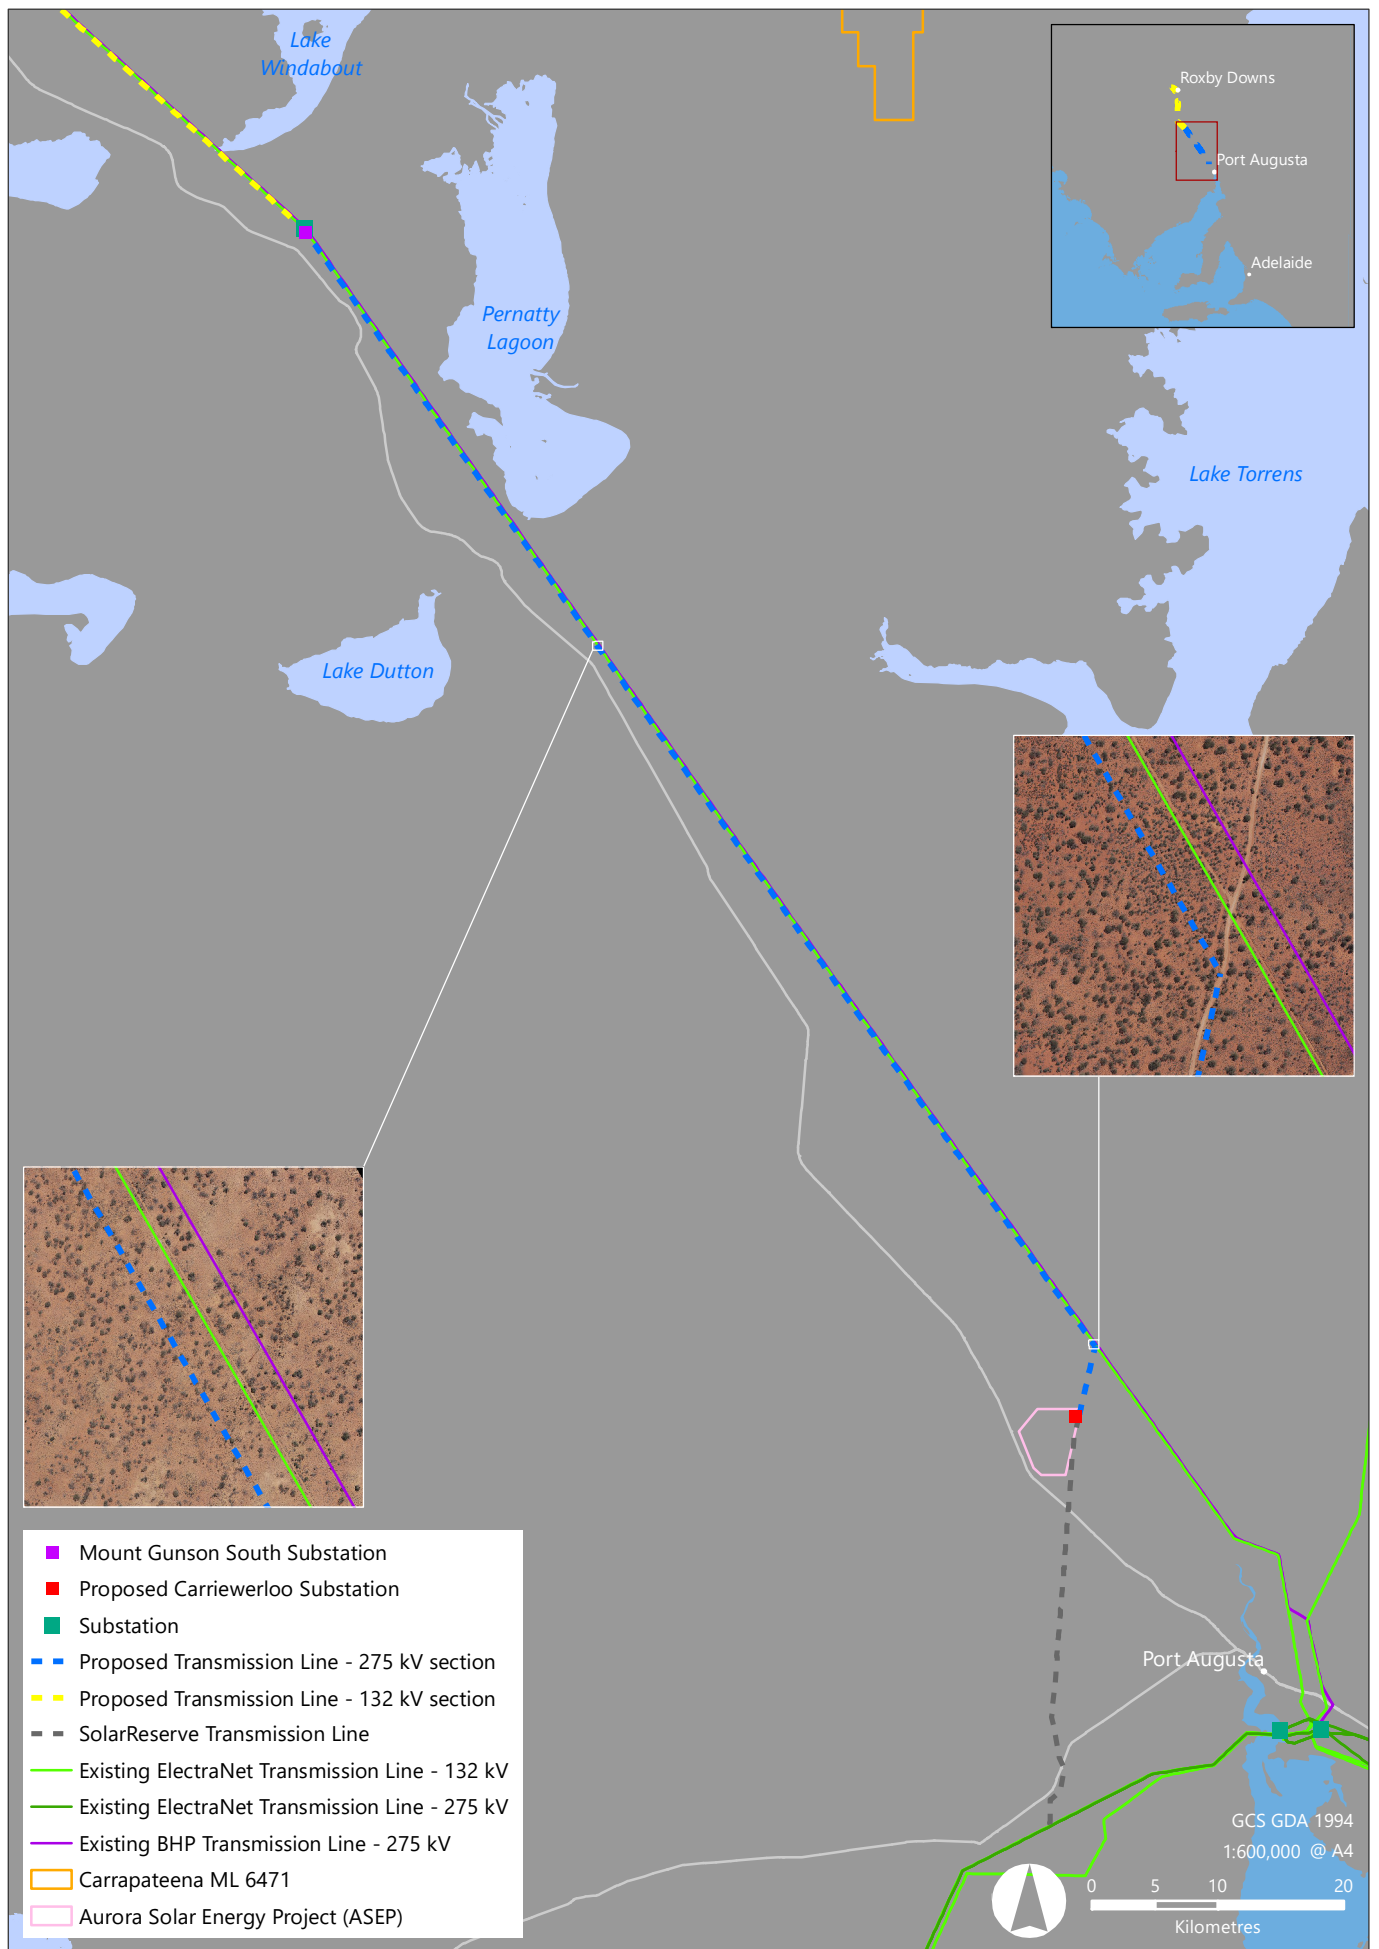 Lake
Windabout
Roxby Downs
Port Augusta
Adelaide
Pernatty
Lagoon
Lake Torrens
Lake Dutton
Mount Gunson South Substation
Proposed Carriewerloo Substation
Substation
Proposed Transmission Line - 275 kV section
Proposed Transmission Line - 132 kV section
SolarReserve Transmission Line
Existing ElectraNet Transmission Line - 132 kV
Existing ElectraNet Transmission Line - 275 kV
Existing BHP Transmission Line - 275 kV
Carrapateena ML 6471
Aurora Solar Energy Project (ASEP)
Port Augusta
GCS GDA 1994
1:600,000 @ A4
0 5 10 20
Kilometres